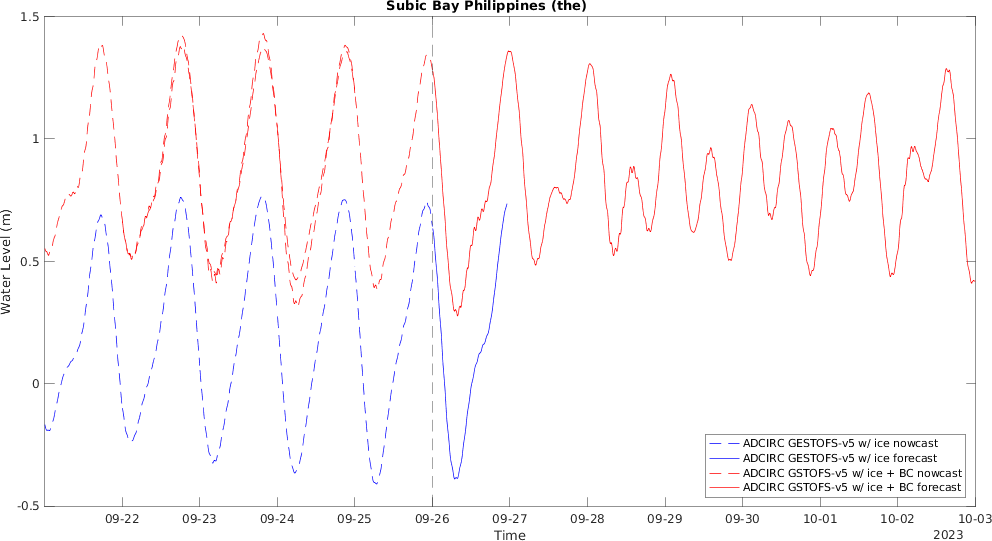 Subic Bay Philippines (the)
1.5
1
0.5
0
-0.5
Water Level (m)
09-22 09-23 09-24 09-25 09-26 09-27 09-28 09-29 09-30 10-01 10-02 10-03
Time
2023
ADCIRC GESTOFS-v5 w/ ice nowcast
ADCIRC GESTOFS-v5 w/ ice forecast
ADCIRC GSTOFS-v5 w/ ice + BC nowcast
ADCIRC GSTOFS-v5 w/ ice + BC forecast